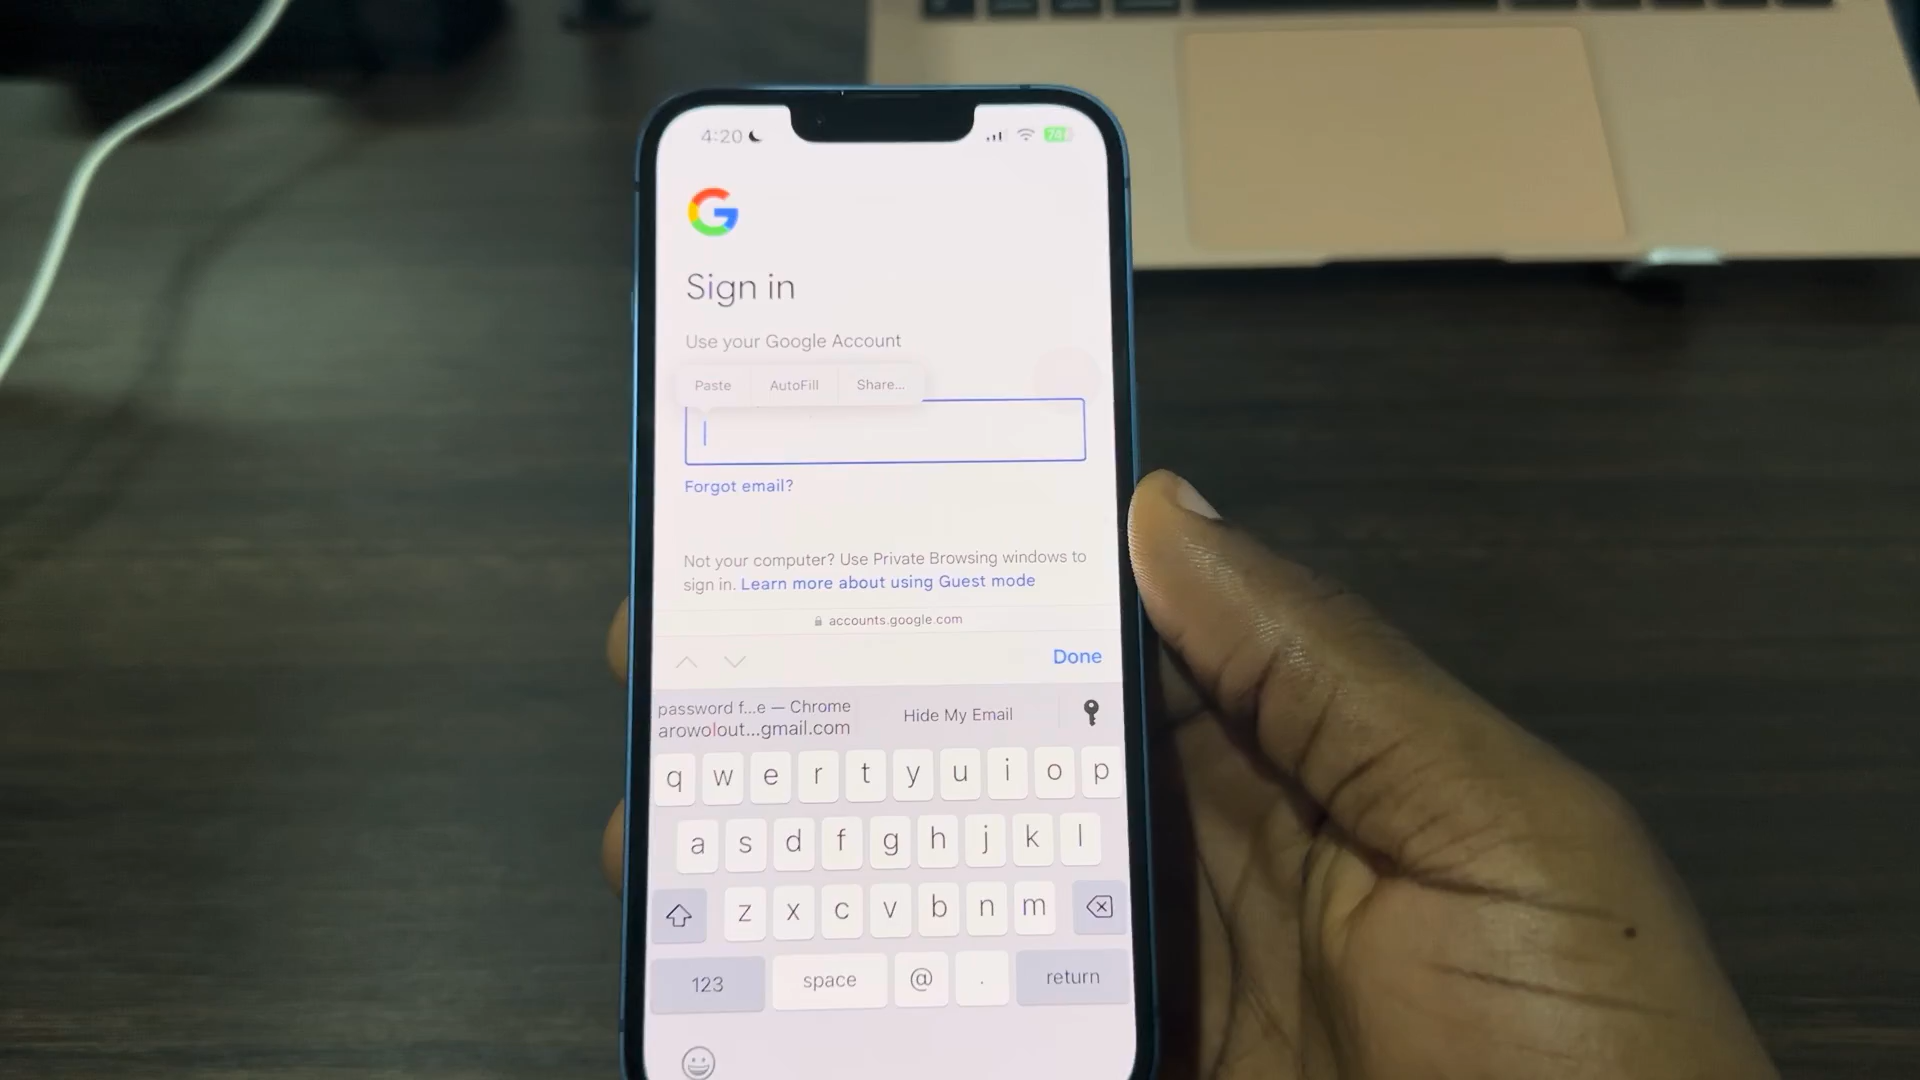 4:20
74
G
Sign in
Use your Google Account
Paste AutoFill Share...
Forgot email?
Not your computer? Use Private Browsing windows to
sign in. Learn more about using Guest mode
accounts.google.com
Done
password f...e — Chrome
arowolout...gmail.com
Hide My Email
q w e r t y u i o p
a s d f g h j k l
z x c v b n m
123 space @ . return